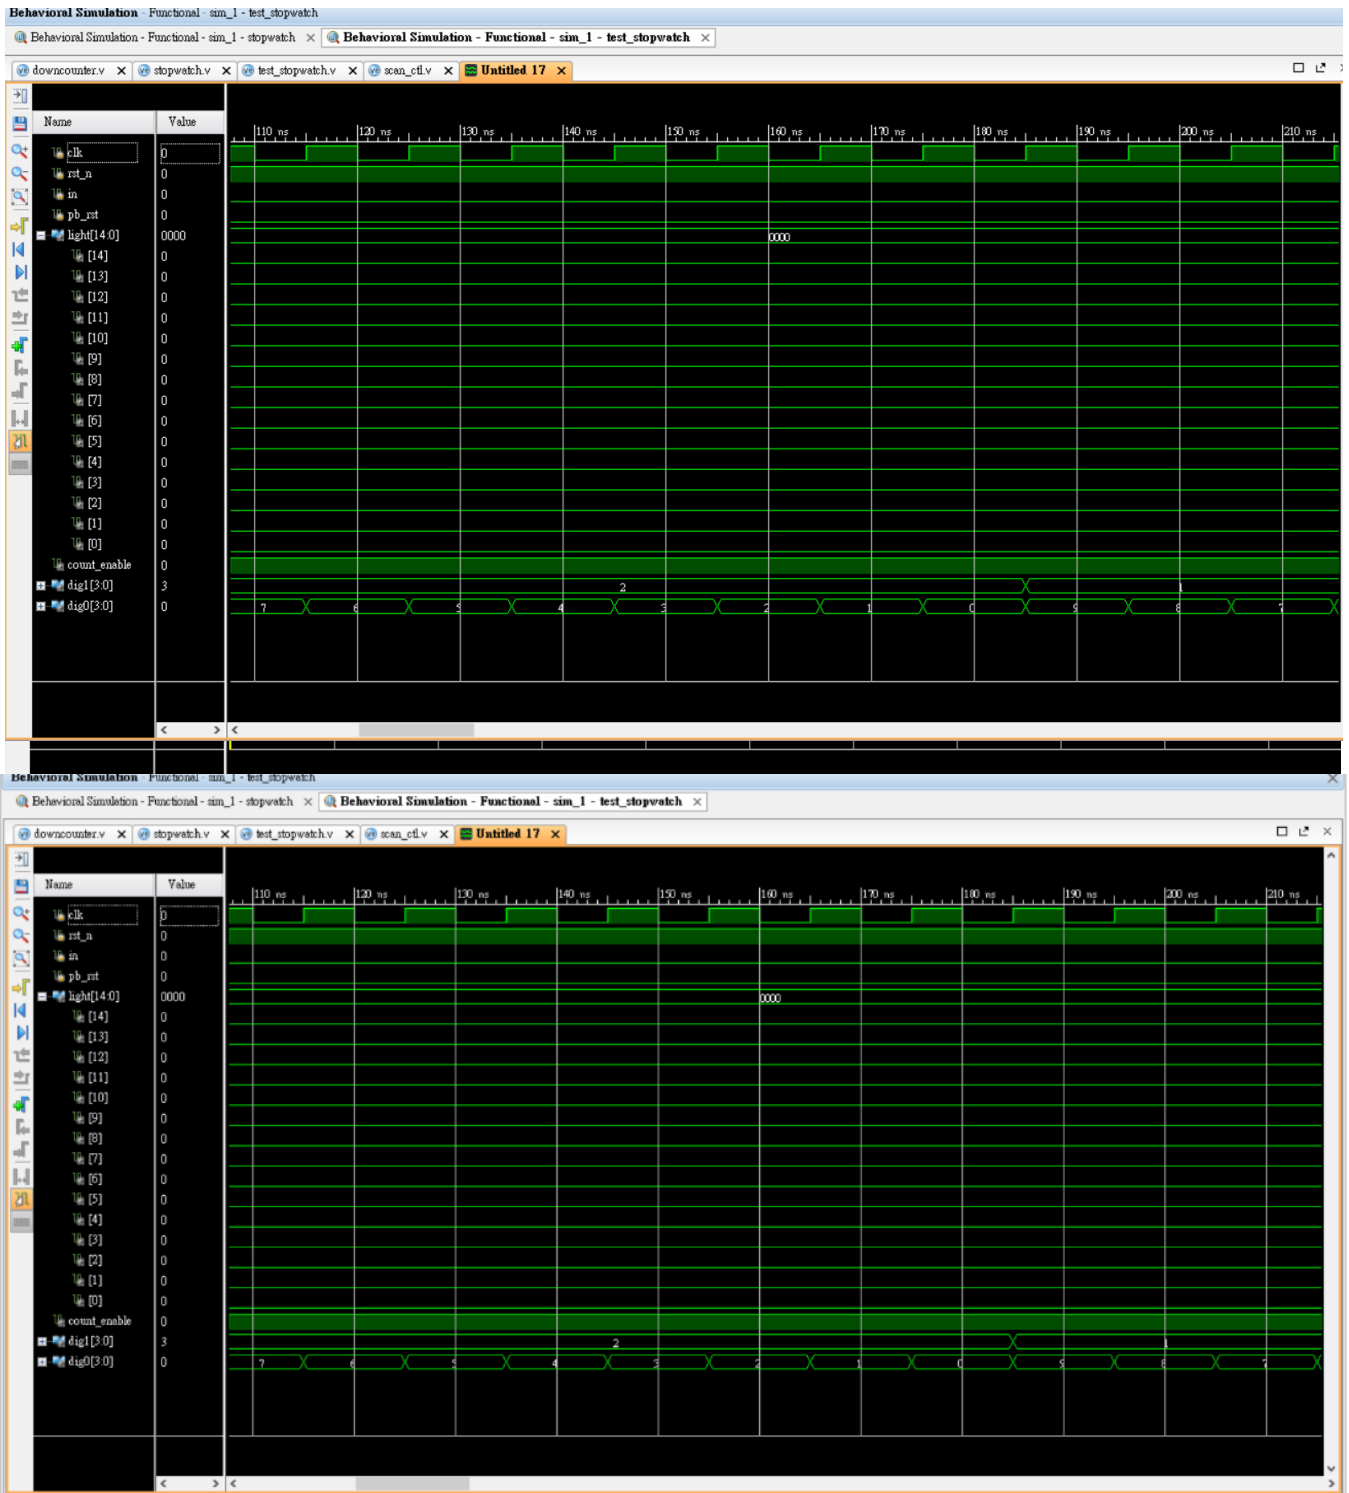 Behavioral Simulation - Functional - sim_1 - test_stopwatch
Behavioral Simulation - Functional - sim_1 - stopwatch × Behavioral Simulation - Functional - sim_1 - test_stopwatch ×
downcounter.v × stopwatch.v × test_stopwatch.v × scan_ctl.v × Untitled 17 ×
Name Value
110 ns 120 ns 130 ns 140 ns 150 ns 160 ns 170 ns 180 ns 190 ns 200 ns 210 ns
clk 0
rst_n 0
in 0
pb_rst 0
light[14:0] 0000 0000
[14] 0
[13] 0
[12] 0
[11] 0
[10] 0
[9] 0
[8] 0
[7] 0
[6] 0
[5] 0
[4] 0
[3] 0
[2] 0
[1] 0
[0] 0
count_enable 0
dig1[3:0] 3 2 1
dig0[3:0] 0 7 6 5 4 3 2 1 0 9 8 7
Behavioral Simulation - Functional - sim_1 - test_stopwatch
Behavioral Simulation - Functional - sim_1 - stopwatch × Behavioral Simulation - Functional - sim_1 - test_stopwatch ×
downcounter.v × stopwatch.v × test_stopwatch.v × scan_ctl.v × Untitled 17 ×
Name Value
110 ns 120 ns 130 ns 140 ns 150 ns 160 ns 170 ns 180 ns 190 ns 200 ns 210 ns
clk 0
rst_n 0
in 0
pb_rst 0
light[14:0] 0000 0000
[14] 0
[13] 0
[12] 0
[11] 0
[10] 0
[9] 0
[8] 0
[7] 0
[6] 0
[5] 0
[4] 0
[3] 0
[2] 0
[1] 0
[0] 0
count_enable 0
dig1[3:0] 3 2 1
dig0[3:0] 0 7 6 5 4 3 2 1 0 9 8 7